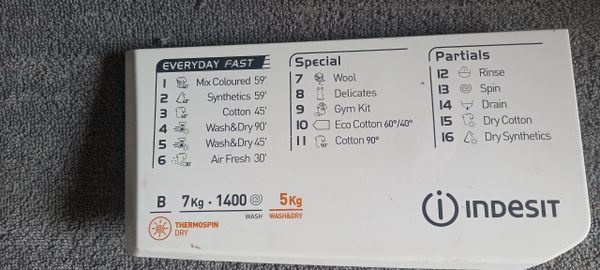 EVERYDAY FAST
1 Mix Coloured 59'
2 Synthetics 59'
3 Cotton 45'
4 Wash&Dry 90'
5 Wash&Dry 45'
6 Air Fresh 30'
Special
7 Wool
8 Delicates
9 Gym Kit
10 Eco Cotton 60°/40°
11 Cotton 90°
Partials
12 Rinse
13 Spin
14 Drain
15 Dry Cotton
16 Dry Synthetics
B 7Kg · 1400 5Kg
WASH WASH&DRY
THERMOSPIN
DRY
INDESIT